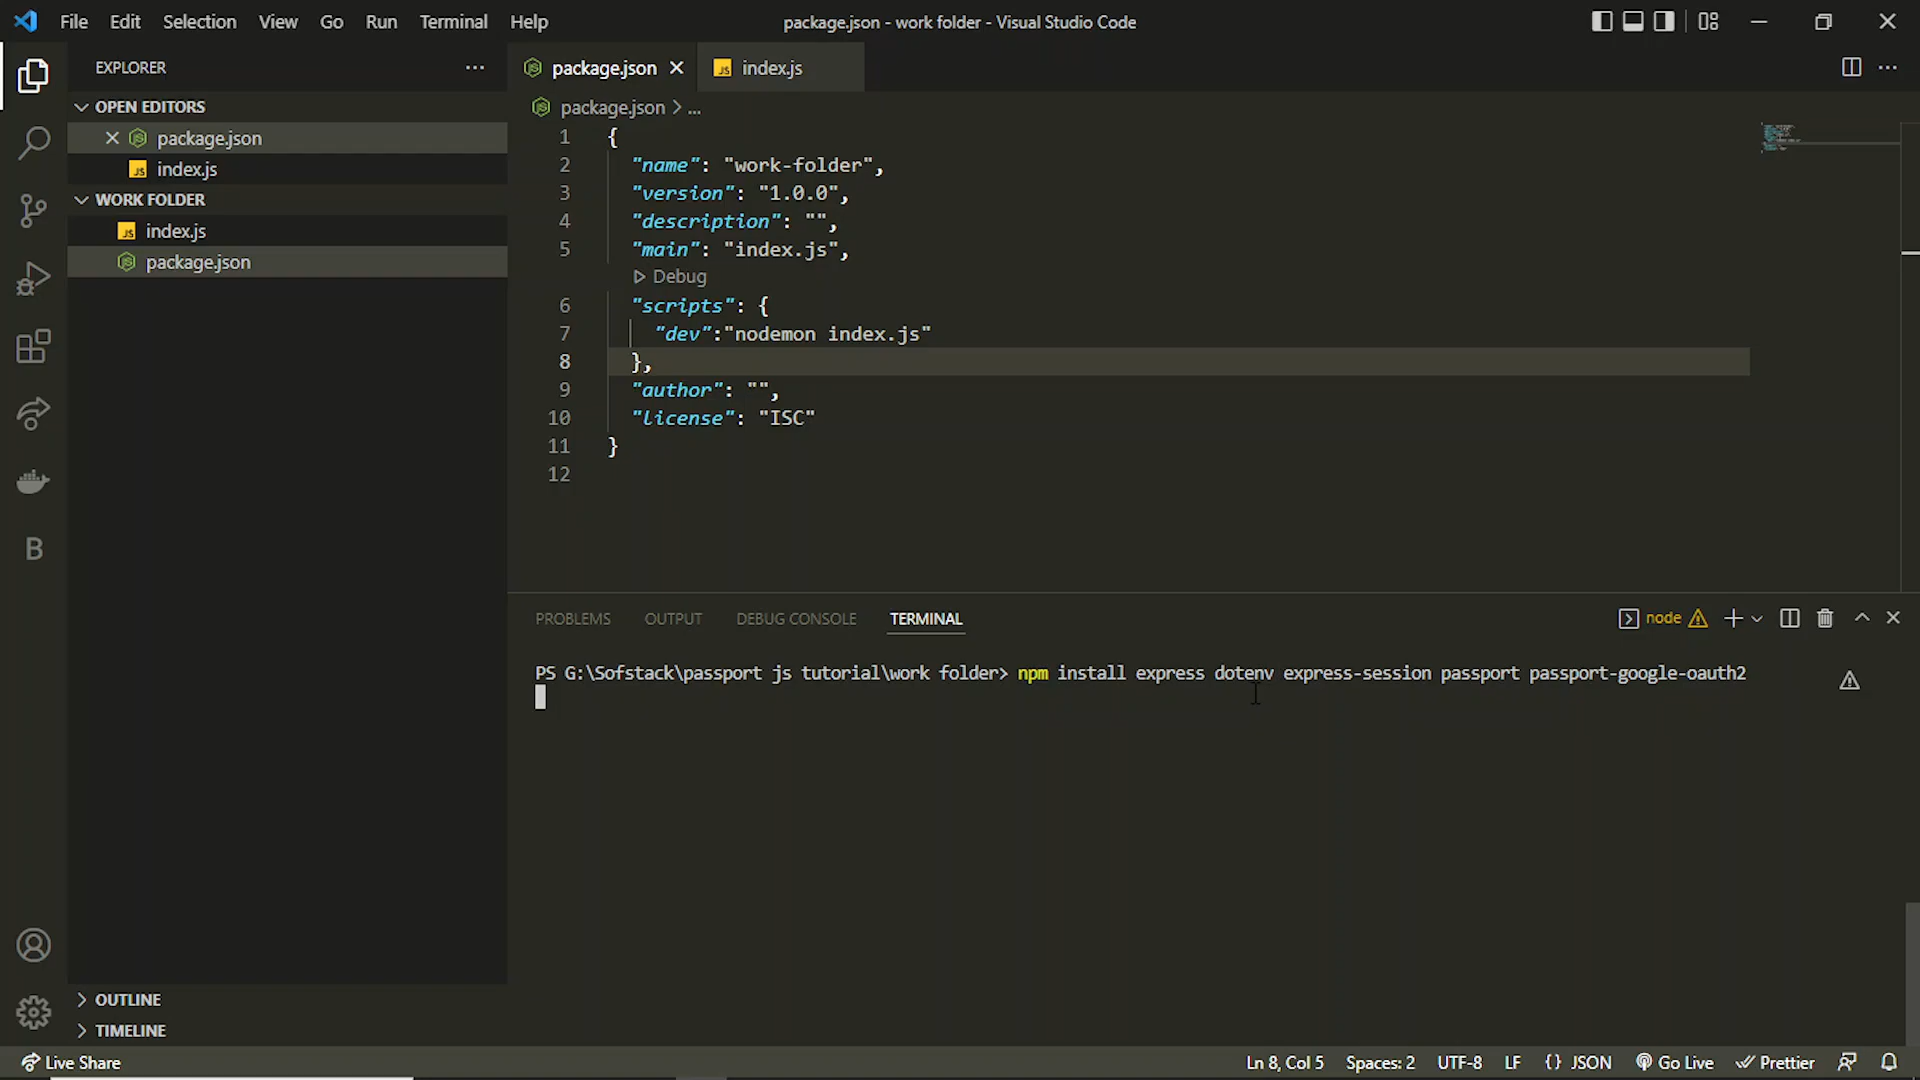 File Edit Selection View Go Run Terminal Help
package.json - work folder - Visual Studio Code
EXPLORER
OPEN EDITORS
package.json
index.js
WORK FOLDER
index.js
package.json
OUTLINE
TIMELINE
package.json index.js
package.json > ...
1 {
2 "name": "work-folder",
3 "version": "1.0.0",
4 "description": "",
5 "main": "index.js",
Debug
6 "scripts": {
7 "dev":"nodemon index.js"
8 },
9 "author": "",
10 "license": "ISC"
11 }
12
PROBLEMS OUTPUT DEBUG CONSOLE TERMINAL
node
PS G:\Sofstack\passport js tutorial\work folder> npm install express dotenv express-session passport passport-google-oauth2
Live Share
Ln 8, Col 5 Spaces: 2 UTF-8 LF {} JSON Go Live Prettier